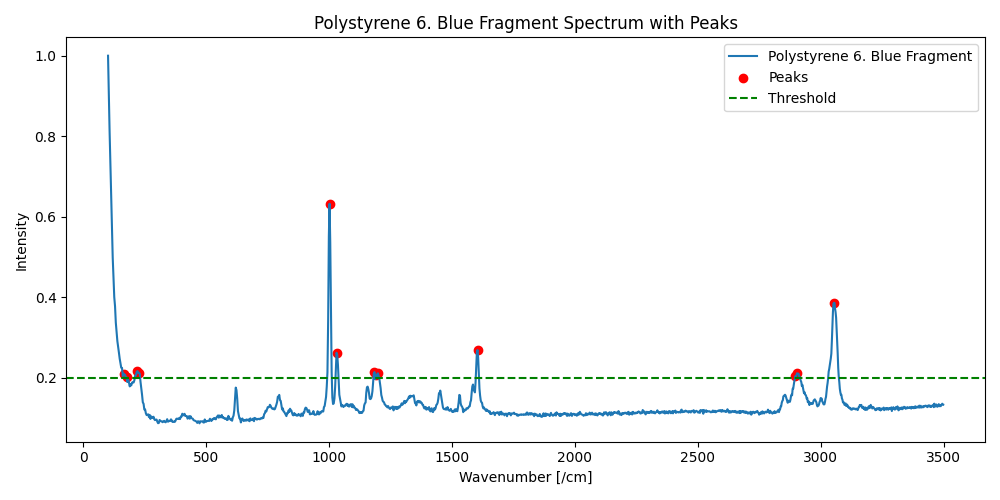 Polystyrene 6. Blue Fragment Spectrum with Peaks
Polystyrene 6. Blue Fragment
Peaks
Threshold
Intensity
1.0
0.8
0.6
0.4
0.2
0 500 1000 1500 2000 2500 3000 3500
Wavenumber [/cm]